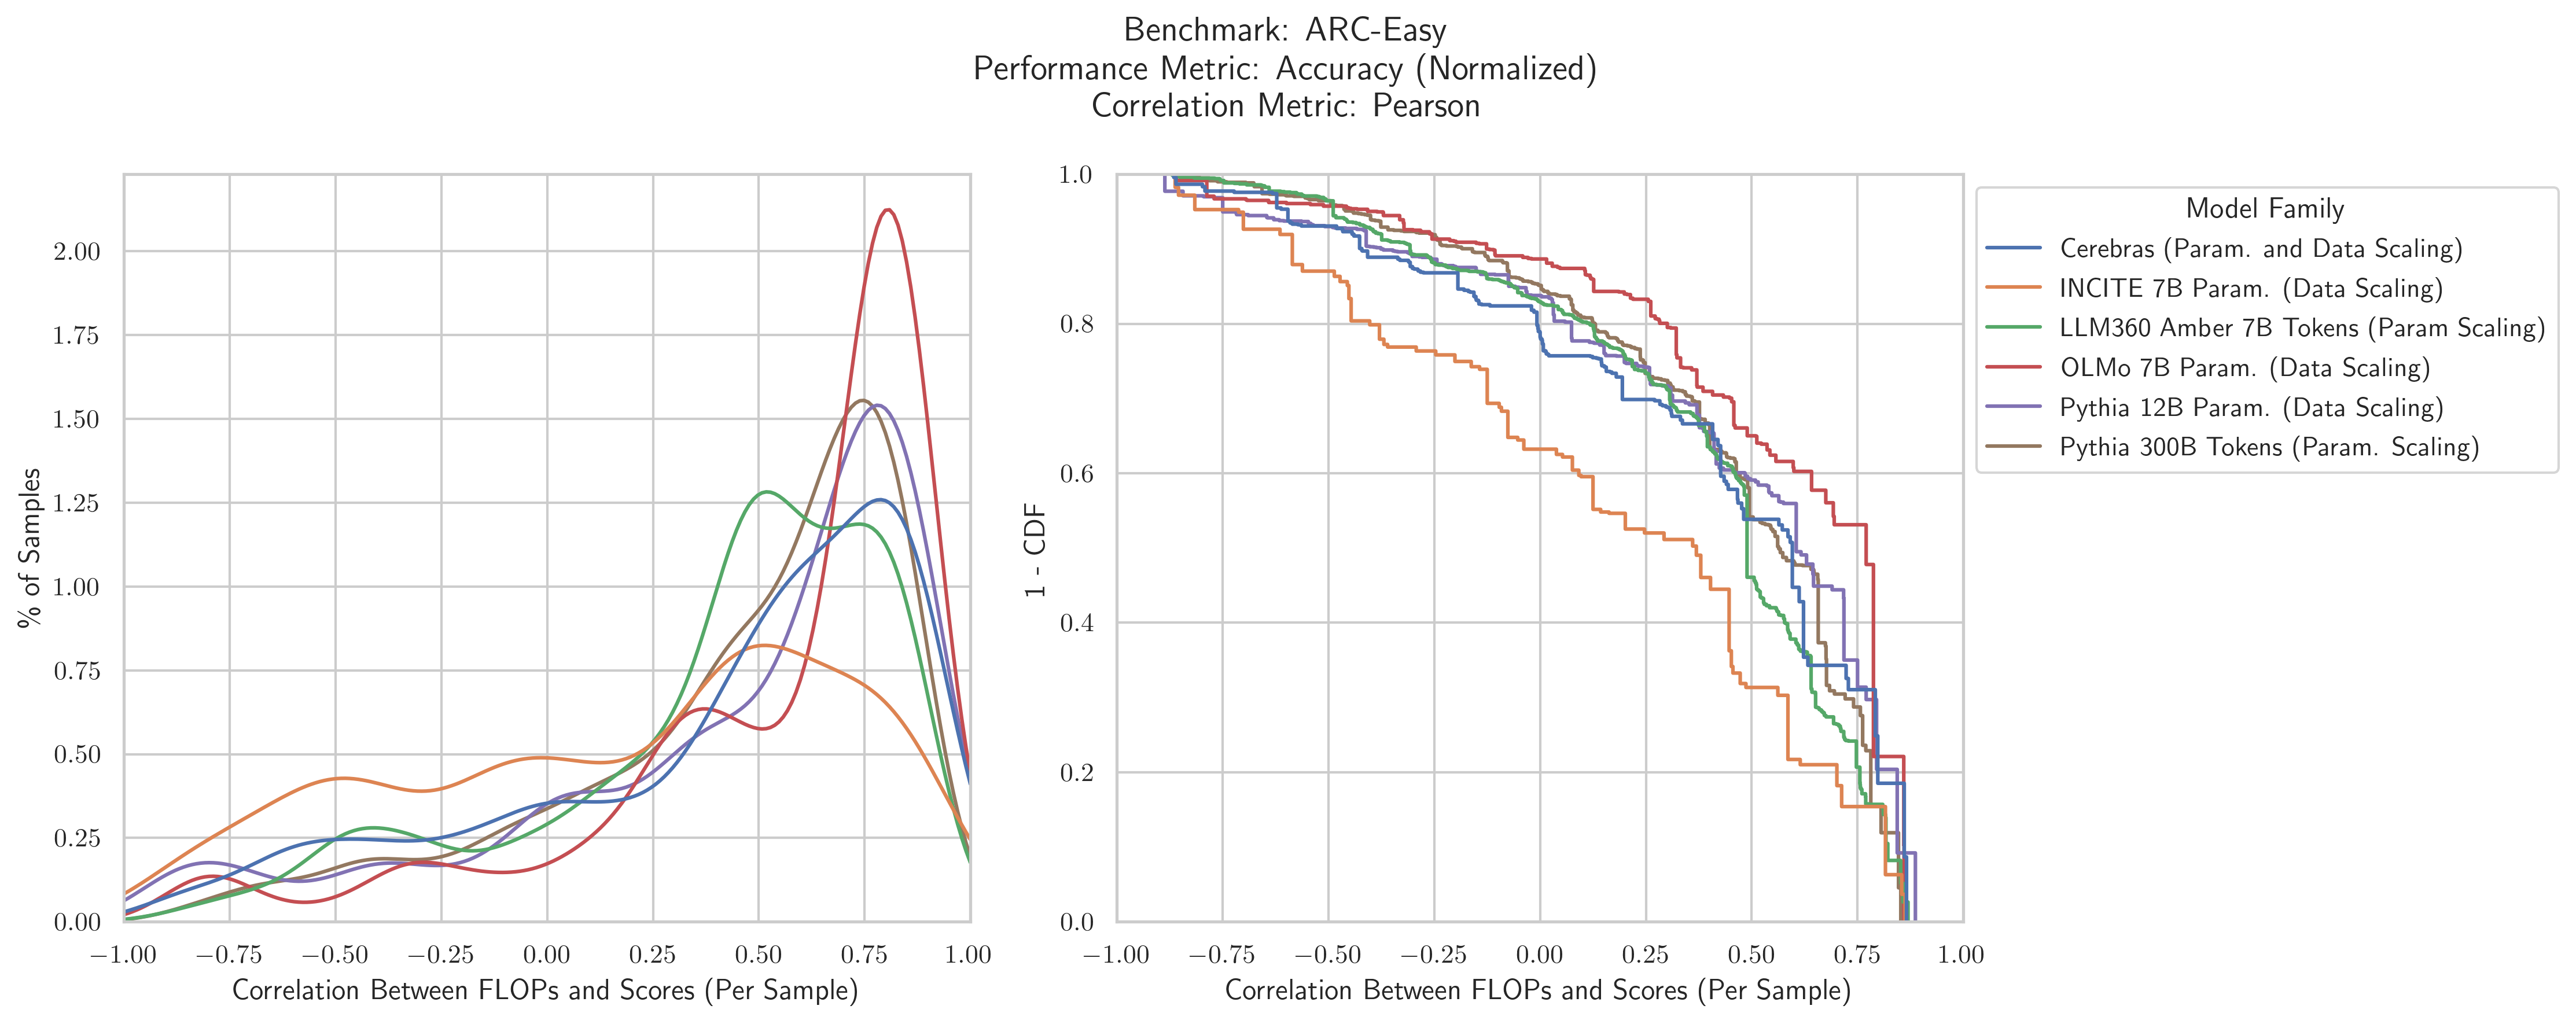 Benchmark: ARC-Easy
Performance Metric: Accuracy (Normalized)
Correlation Metric: Pearson
% of Samples
2.00
1.75
1.50
1.25
1.00
0.75
0.50
0.25
0.00
−1.00 −0.75 −0.50 −0.25 0.00 0.25 0.50 0.75 1.00
Correlation Between FLOPs and Scores (Per Sample)
1 - CDF
1.0
0.8
0.6
0.4
0.2
0.0
−1.00 −0.75 −0.50 −0.25 0.00 0.25 0.50 0.75 1.00
Correlation Between FLOPs and Scores (Per Sample)
Model Family
Cerebras (Param. and Data Scaling)
INCITE 7B Param. (Data Scaling)
LLM360 Amber 7B Tokens (Param Scaling)
OLMo 7B Param. (Data Scaling)
Pythia 12B Param. (Data Scaling)
Pythia 300B Tokens (Param. Scaling)